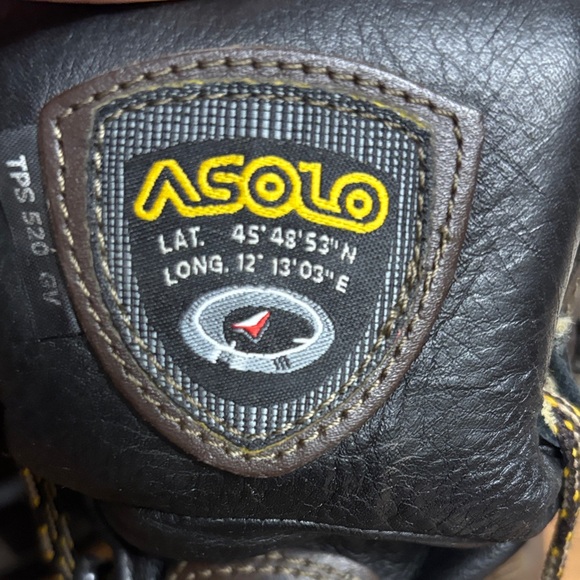 ASOLO
LAT. 45° 48' 53" N
LONG. 12° 13' 03" E
TPS 520 GV